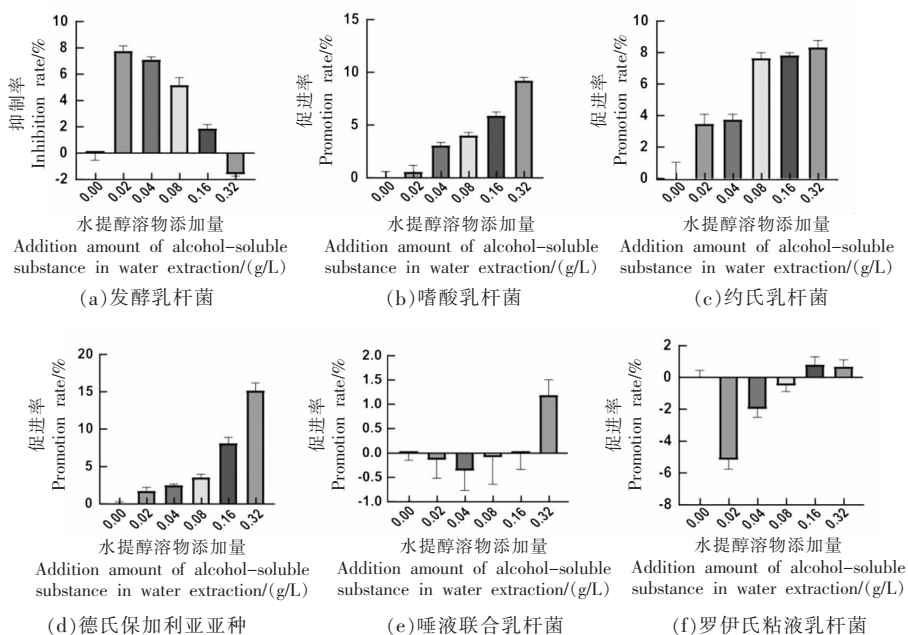 抑制率
Inhibition rate/%
10
8
6
4
2
0
-2
0.00 0.02 0.04 0.08 0.16 0.32
水提醇溶物添加量
Addition amount of alcohol-soluble
substance in water extraction/(g/L)
(a)发酵乳杆菌
促进率
Promotion rate/%
15
10
5
0
0.00 0.02 0.04 0.08 0.16 0.32
水提醇溶物添加量
Addition amount of alcohol-soluble
substance in water extraction/(g/L)
(b)嗜酸乳杆菌
促进率
Promotion rate/%
10
8
6
4
2
0
0.00 0.02 0.04 0.08 0.16 0.32
水提醇溶物添加量
Addition amount of alcohol-soluble
substance in water extraction/(g/L)
(c)约氏乳杆菌
促进率
Promotion rate/%
20
15
10
5
0
0.00 0.02 0.04 0.08 0.16 0.32
水提醇溶物添加量
Addition amount of alcohol-soluble
substance in water extraction/(g/L)
(d)德氏保加利亚亚种
促进率
Promotion rate/%
2.0
1.5
1.0
0.5
0.0
-0.5
-1.0
0.00 0.02 0.04 0.08 0.16 0.32
水提醇溶物添加量
Addition amount of alcohol-soluble
substance in water extraction/(g/L)
(e)唾液联合乳杆菌
促进率
Promotion rate/%
2
0
-2
-4
-6
-8
0.00 0.02 0.04 0.08 0.16 0.32
水提醇溶物添加量
Addition amount of alcohol-soluble
substance in water extraction/(g/L)
(f)罗伊氏粘液乳杆菌